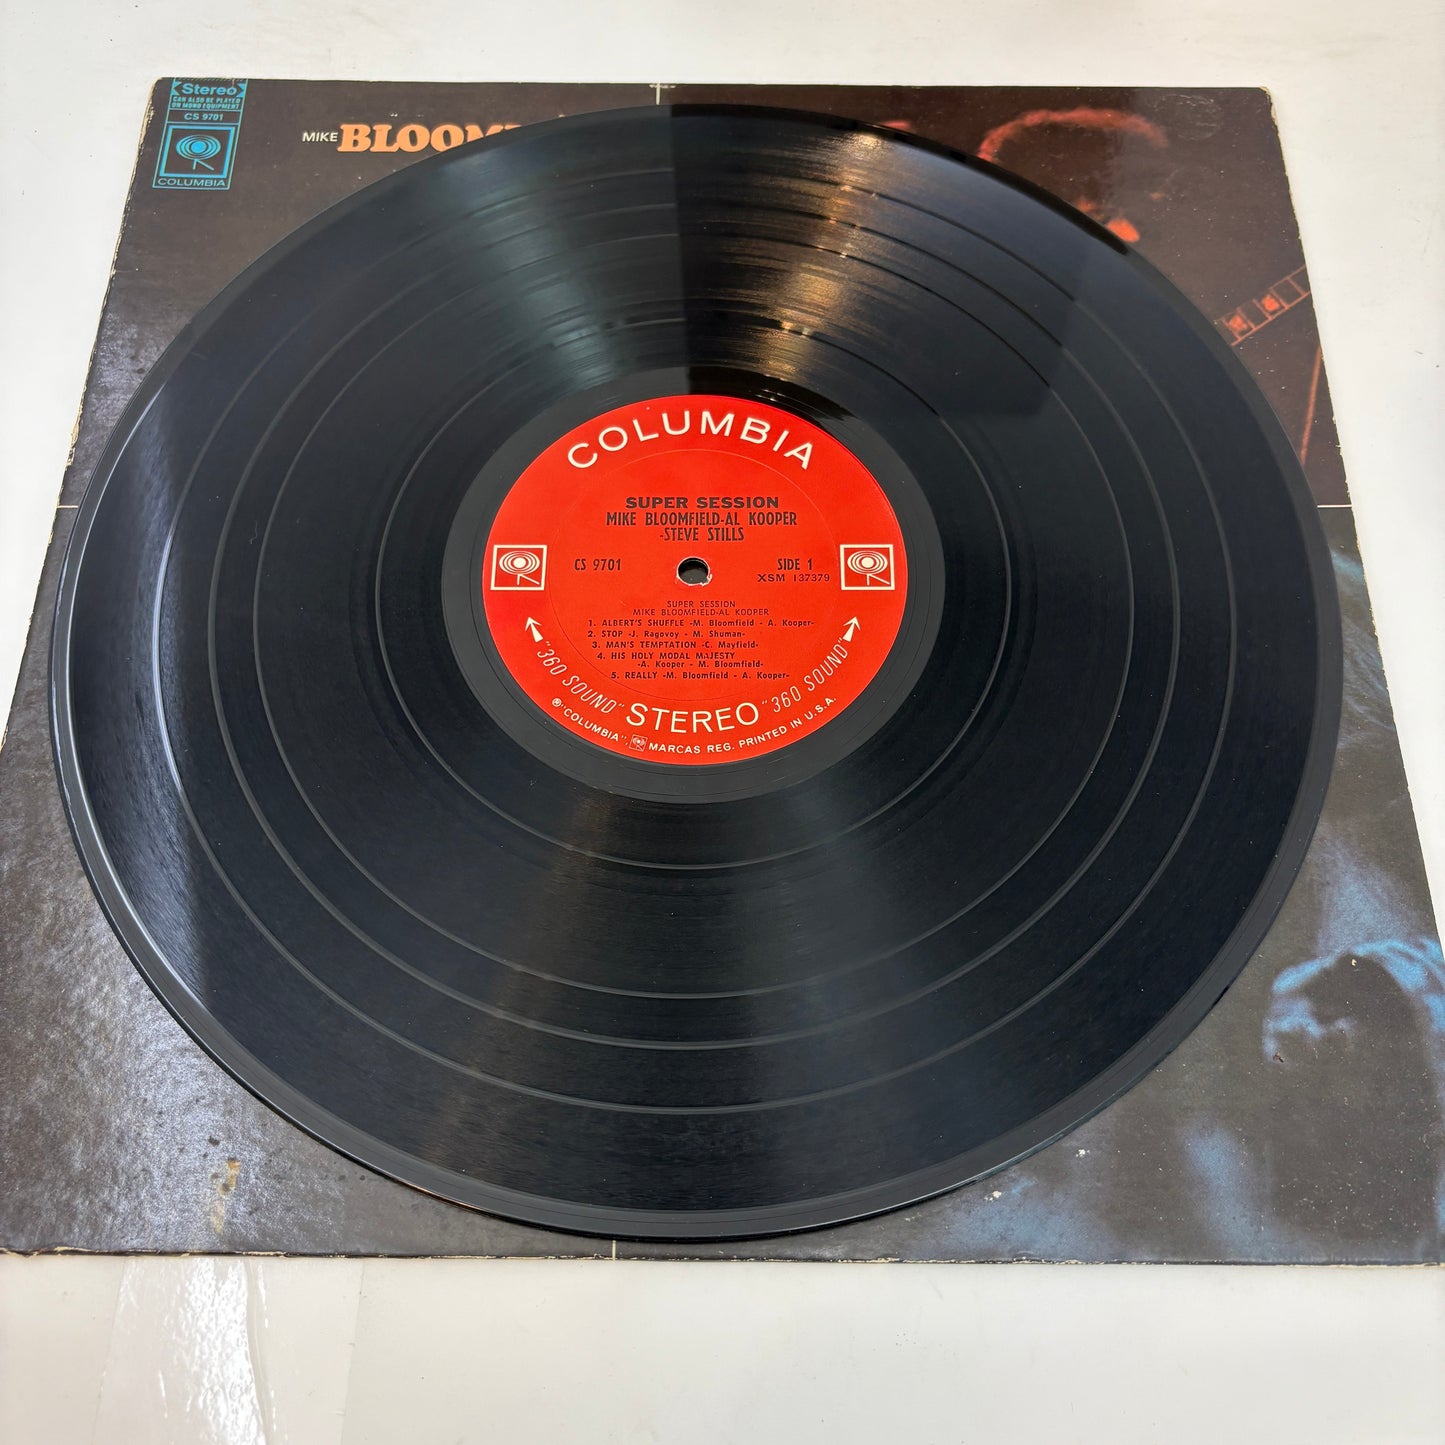 Stereo
CAN ALSO BE PLAYED
ON MONO EQUIPMENT
CS 9701
COLUMBIA
MIKE
COLUMBIA
SUPER SESSION
MIKE BLOOMFIELD-AL KOOPER
-STEVE STILLS
CS 9701
SIDE 1
XSM 137379
SUPER SESSION
MIKE BLOOMFIELD-AL KOOPER
1. ALBERT'S SHUFFLE -M. Bloomfield - A. Kooper-
2. STOP -J. Ragovoy - M. Shuman-
3. MAN'S TEMPTATION -C. Mayfield-
4. HIS HOLY MODAL MAJESTY
-A. Kooper - M. Bloomfield-
5. REALLY -M. Bloomfield - A. Kooper-
"360 SOUND" STEREO "360 SOUND"
® "COLUMBIA", MARCAS REG. PRINTED IN U.S.A.